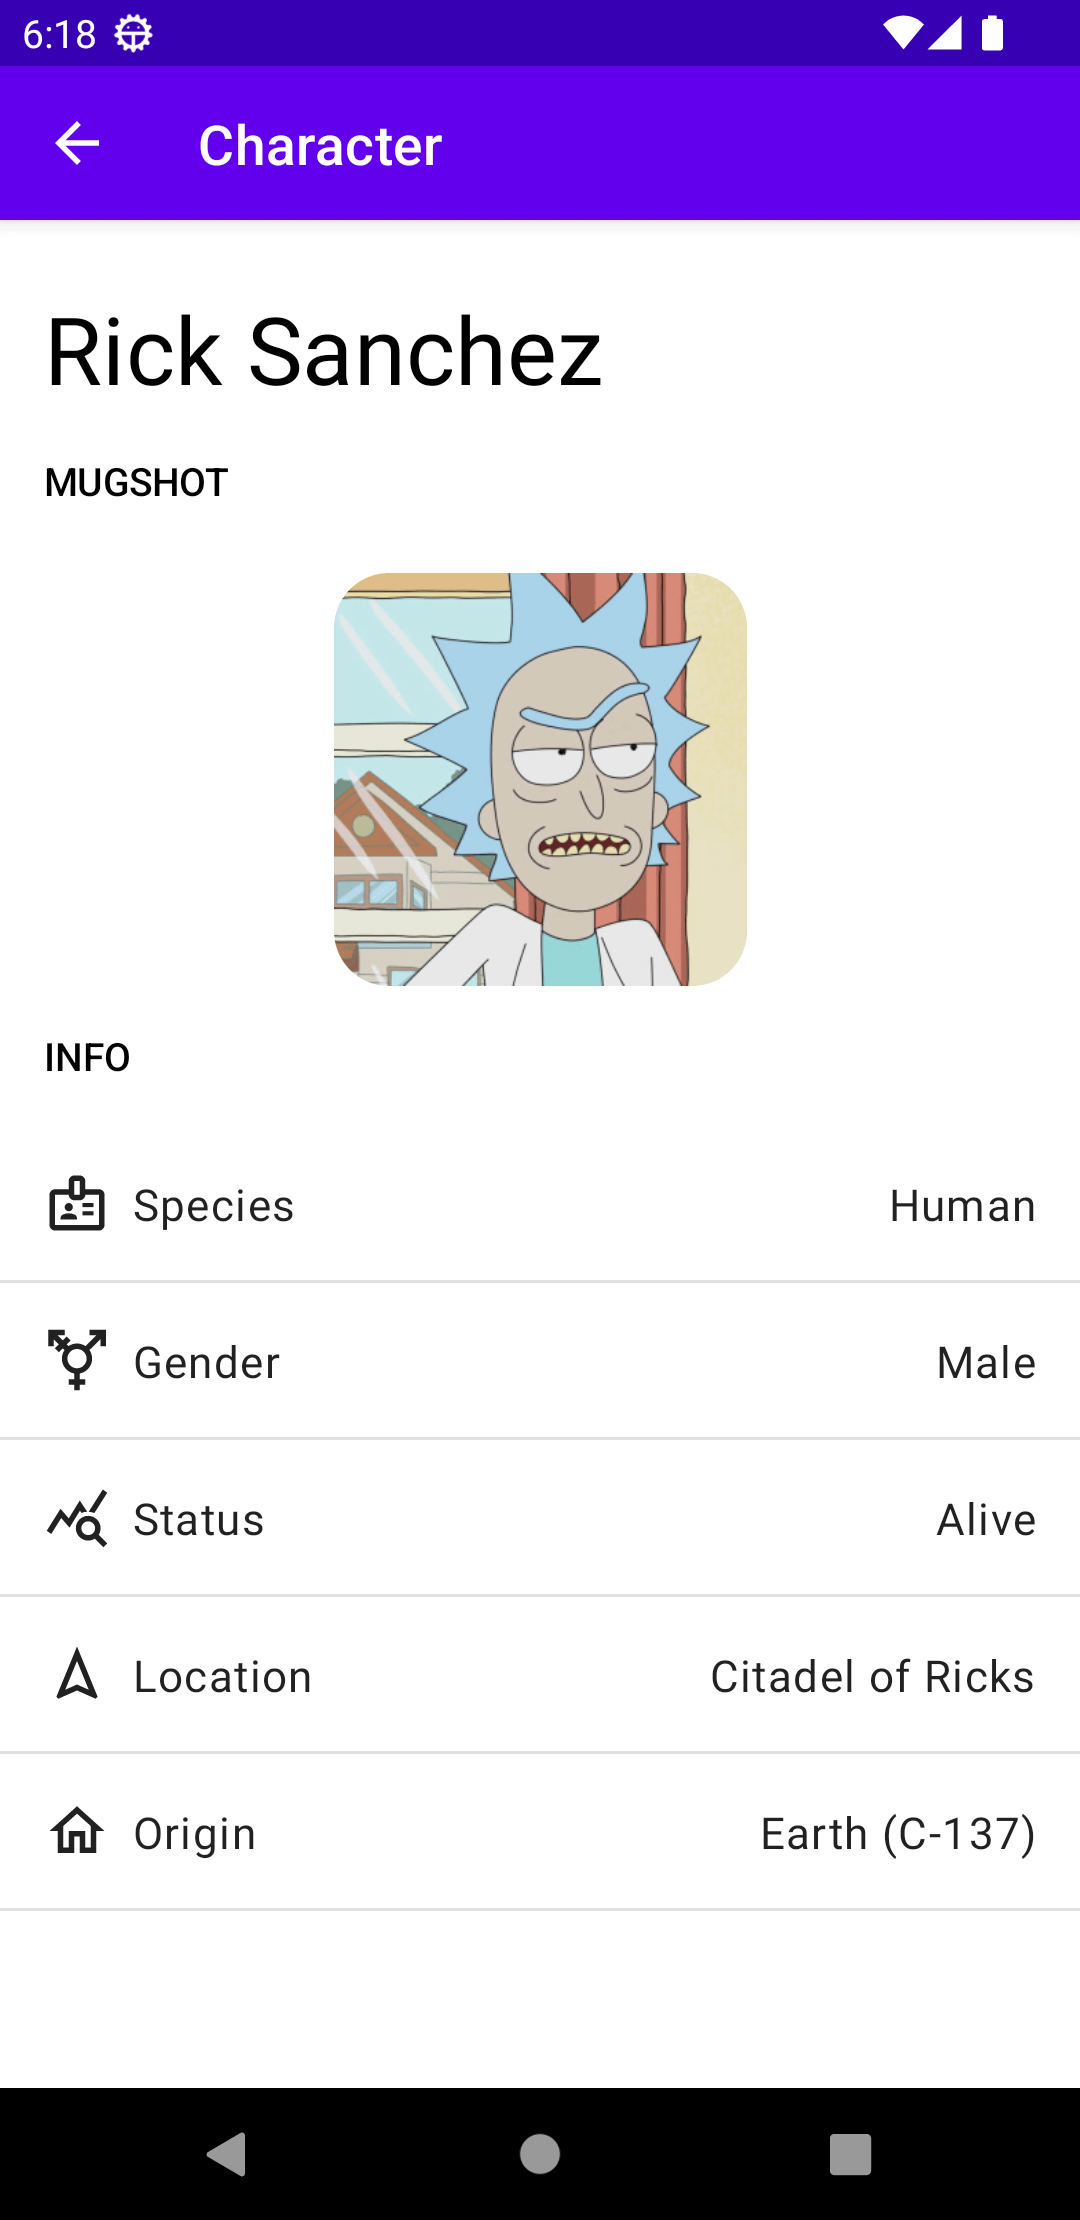 6:18
Character
Rick Sanchez
MUGSHOT
INFO
Species Human
Gender Male
Status Alive
Location Citadel of Ricks
Origin Earth (C-137)